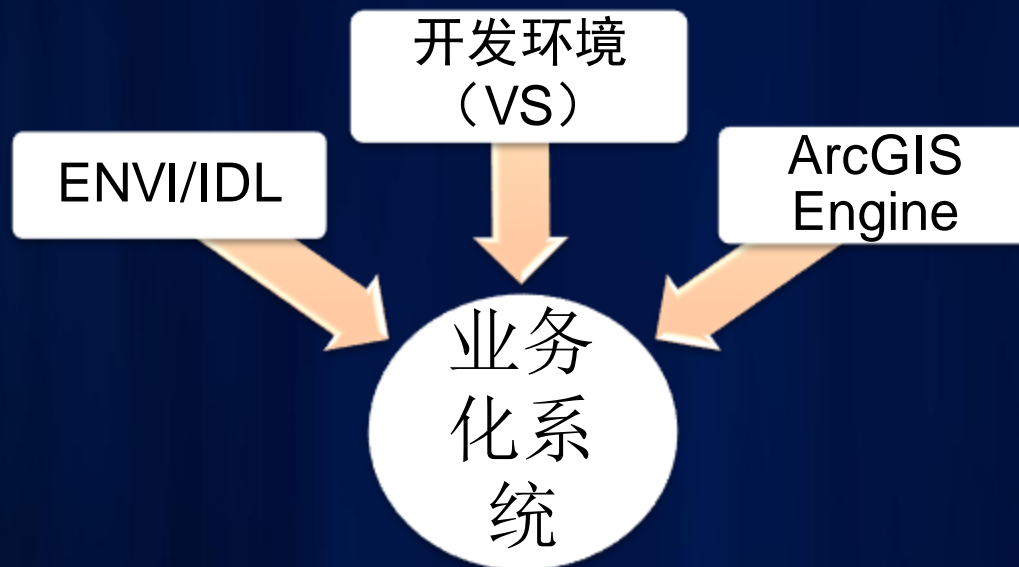 开发环境
（VS）
ENVI/IDL
ArcGIS
Engine
业务
化系
统